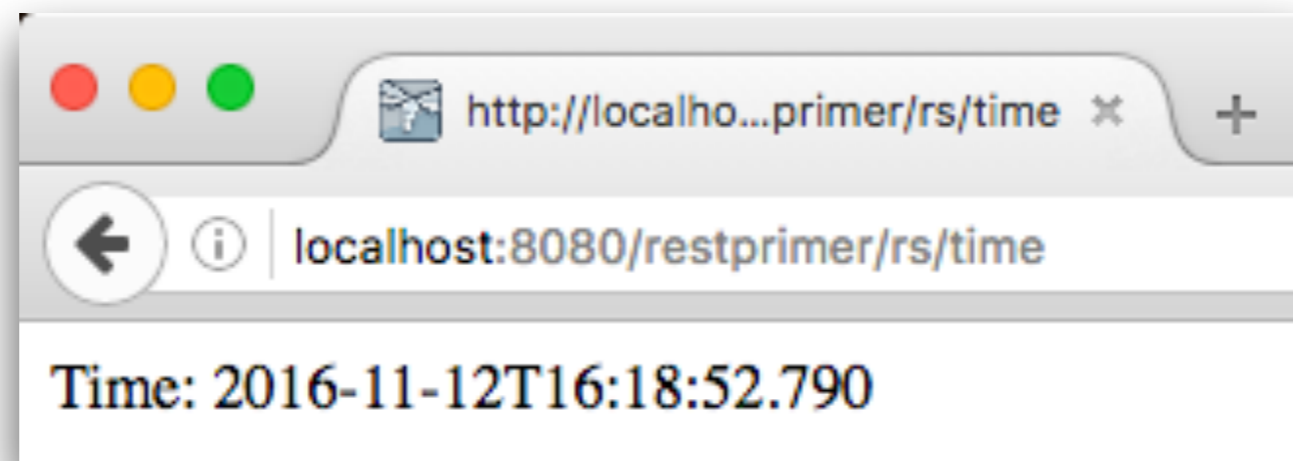 http://localho...primer/rs/time
localhost:8080/restprimer/rs/time
Time: 2016-11-12T16:18:52.790